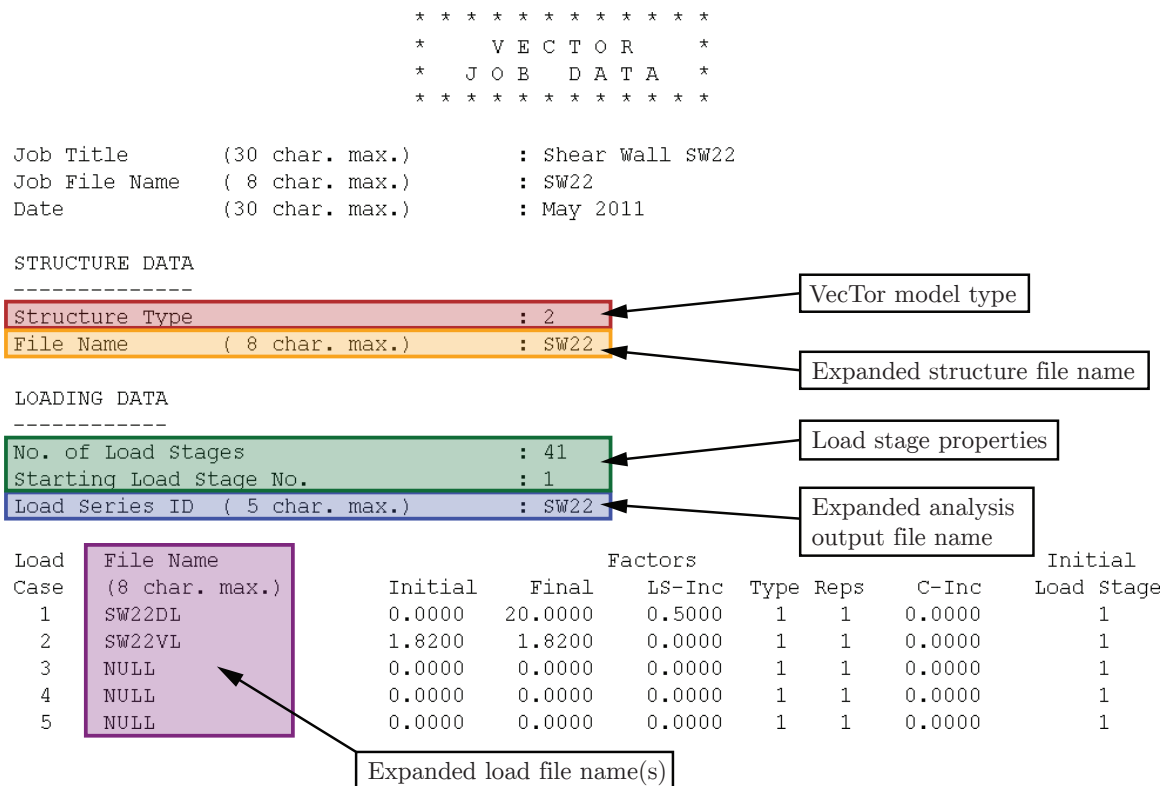 * * * * * * * * * * * *
* V E C T O R *
* J O B D A T A *
* * * * * * * * * * * *
Job Title (30 char. max.) : Shear Wall SW22
Job File Name ( 8 char. max.) : SW22
Date (30 char. max.) : May 2011
STRUCTURE DATA
--------------
Structure Type : 2
VecTor model type
File Name ( 8 char. max.) : SW22
Expanded structure file name
LOADING DATA
------------
No. of Load Stages : 41
Load stage properties
Starting Load Stage No. : 1
Load Series ID ( 5 char. max.) : SW22
Expanded analysis
output file name
Load File Name Factors Initial
Case (8 char. max.) Initial Final LS-Inc Type Reps C-Inc Load Stage
1 SW22DL 0.0000 20.0000 0.5000 1 1 0.0000 1
2 SW22VL 1.8200 1.8200 0.0000 1 1 0.0000 1
3 NULL 0.0000 0.0000 0.0000 1 1 0.0000 1
4 NULL 0.0000 0.0000 0.0000 1 1 0.0000 1
5 NULL 0.0000 0.0000 0.0000 1 1 0.0000 1
Expanded load file name(s)